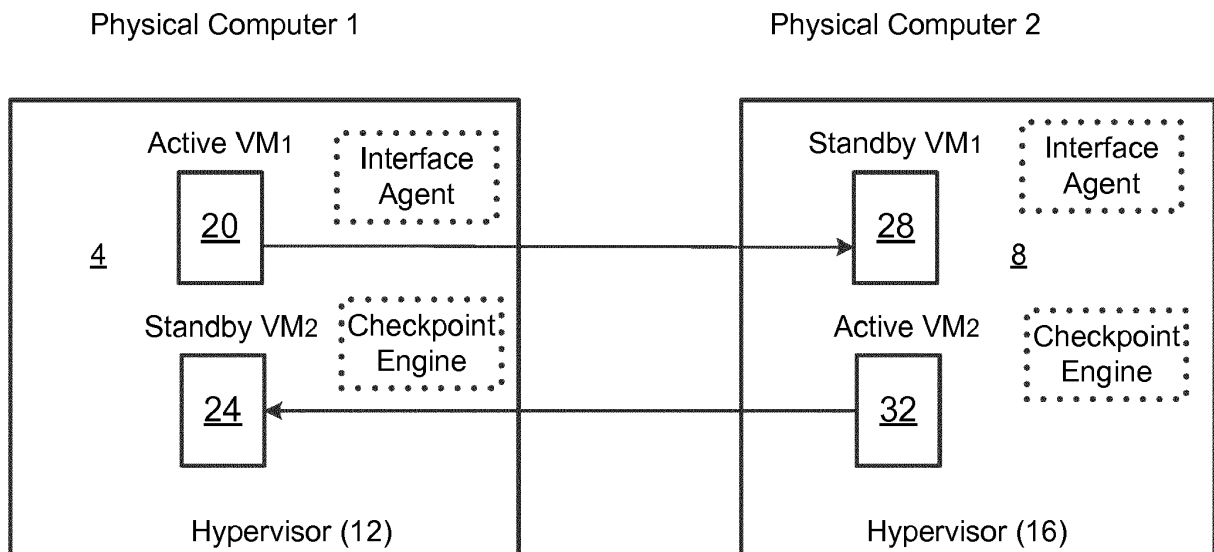 Physical Computer 1
Physical Computer 2
Active VM1
Interface
Agent
20
4
Standby VM2
Checkpoint
Engine
24
Hypervisor (12)
Standby VM1
Interface
Agent
28
8
Active VM2
Checkpoint
Engine
32
Hypervisor (16)